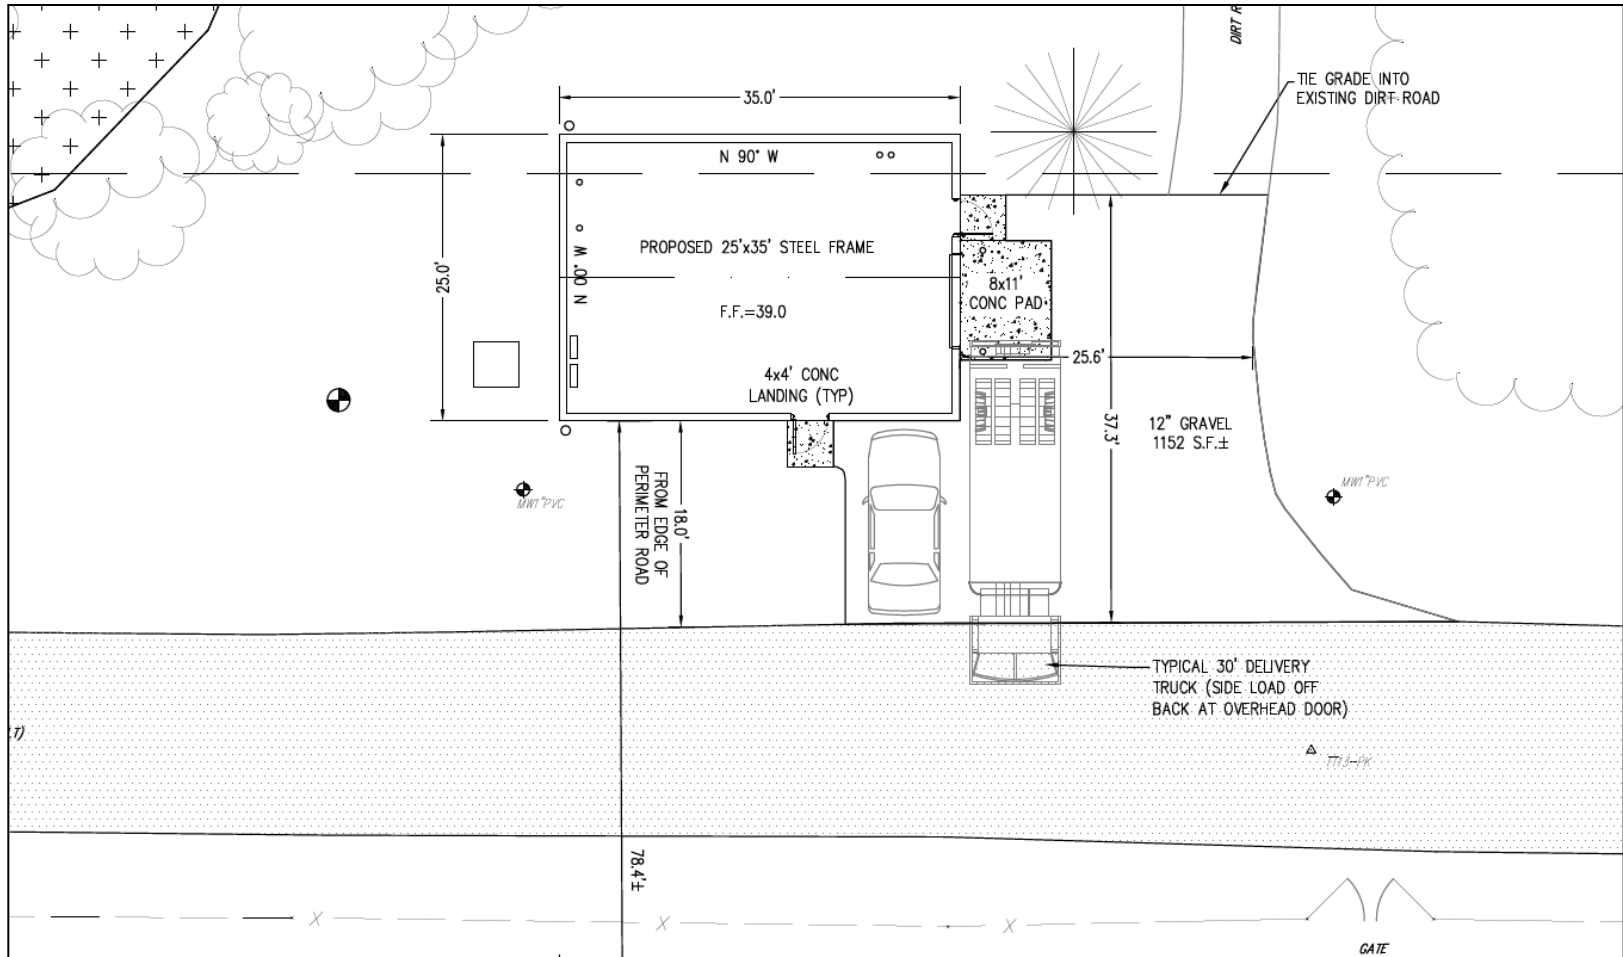 DIRT R
TIE GRADE INTO
EXISTING DIRT ROAD
35.0'
N 90° W
25.0'
PROPOSED 25'x35' STEEL FRAME
N 00° W
F.F.=39.0
8x11'
CONC PAD
25.6'
4x4' CONC
LANDING (TYP)
37.3'
12" GRAVEL
1152 S.F.±
18.0'
FROM EDGE OF
PERIMETER ROAD
MW1"PVC
MW1"PVC
TYPICAL 30' DELIVERY
TRUCK (SIDE LOAD OFF
BACK AT OVERHEAD DOOR)
T)
78.4'±
X
X
X
GATE